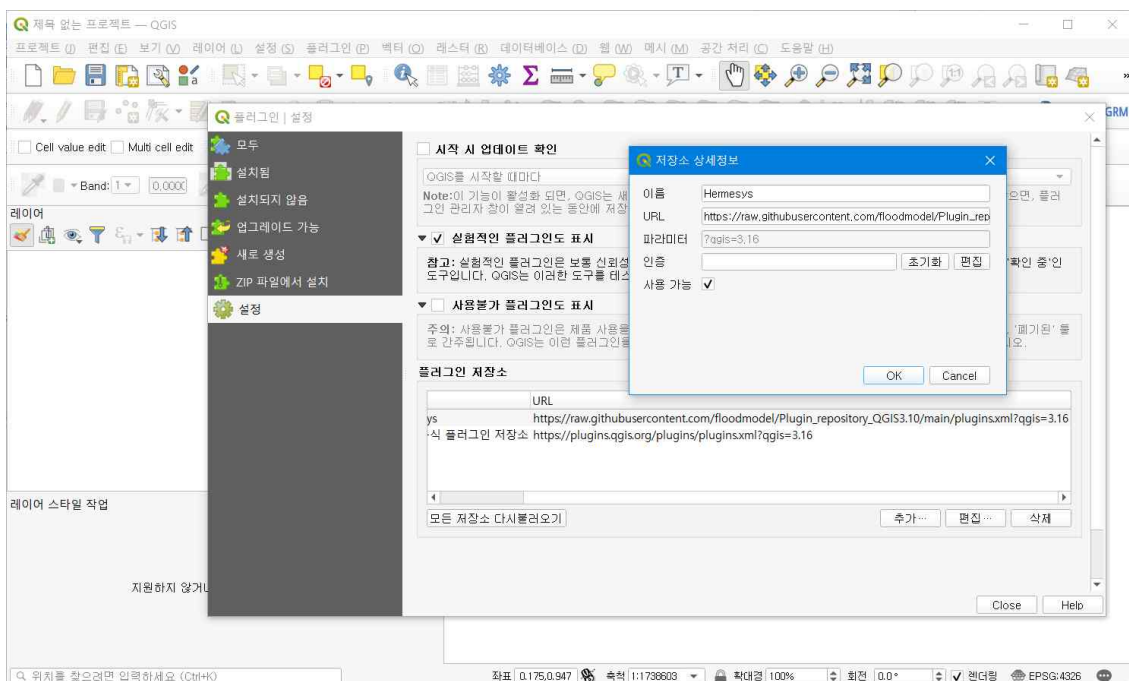 제목 없는 프로젝트 — QGIS
프로젝트 (J) 편집 (E) 보기 (V) 레이어 (L) 설정 (S) 플러그인 (P) 벡터 (O) 래스터 (R) 데이터베이스 (D) 웹 (W) 메시 (M) 공간 처리 (C) 도움말 (H)
GRM
Cell value edit Multi cell edit
Band: 1 0,000(
레이어
레이어 스타일 작업
지원하지 않거나
플러그인 | 설정
모두
설치됨
설치되지 않음
업그레이드 가능
새로 생성
ZIP 파일에서 설치
설정
시작 시 업데이트 확인
QGIS를 시작할 때마다
Note:이 기능이 활성화 되면, QGIS는 새
으면, 플러
그인 관리자 창이 열려 있는 동안에 저장
실험적인 플러그인도 표시
참고: 실험적인 플러그인은 보통 신뢰성
'확인 중'인
도구입니다. QGIS는 이러한 도구를 테스
사용불가 플러그인도 표시
주의: 사용불가 플러그인은 제품 사용을
, '폐기된' 툴
로 간주됩니다. QGIS는 이런 플러그인을
시오.
플러그인 저장소
URL
ys https://raw.githubusercontent.com/floodmodel/Plugin_repository_QGIS3.10/main/plugins.xml?qgis=3.16
식 플러그인 저장소 https://plugins.qgis.org/plugins/plugins.xml?qgis=3.16
모든 저장소 다시불러오기 추가… 편집… 삭제
Close Help
저장소 상세정보
이름 Hermesys
URL https://raw.githubusercontent.com/floodmodel/Plugin_rep
파라미터 ?qgis=3,16
인증 초기화 편집
사용 가능
OK Cancel
위치를 찾으려면 입력하세요 (Ctrl+K) 좌표 0.175,0.947 축척 1:1738603 확대경 100% 회전 0.0° 렌더링 EPSG:4326